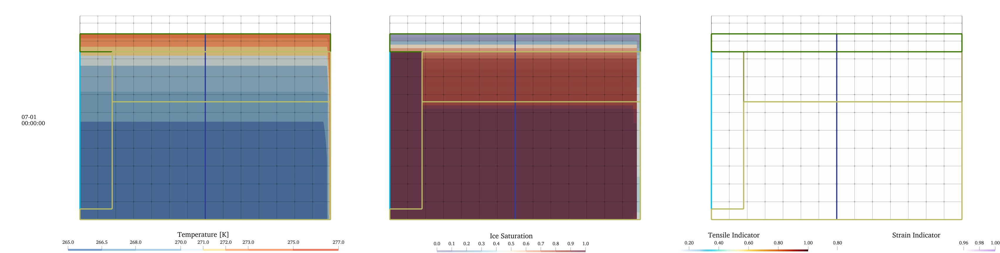 07-01
00:00:00
Temperature [K]
265.0 266.5 268.0 270.0 271.0 272.0 273.0 275.0 277.0
Ice Saturation
0.0 0.1 0.2 0.3 0.4 0.5 0.6 0.7 0.8 0.9 1.0
Tensile Indicator
0.20 0.40 0.60 0.80 1.00
Strain Indicator
0.80 0.96 0.98 1.00